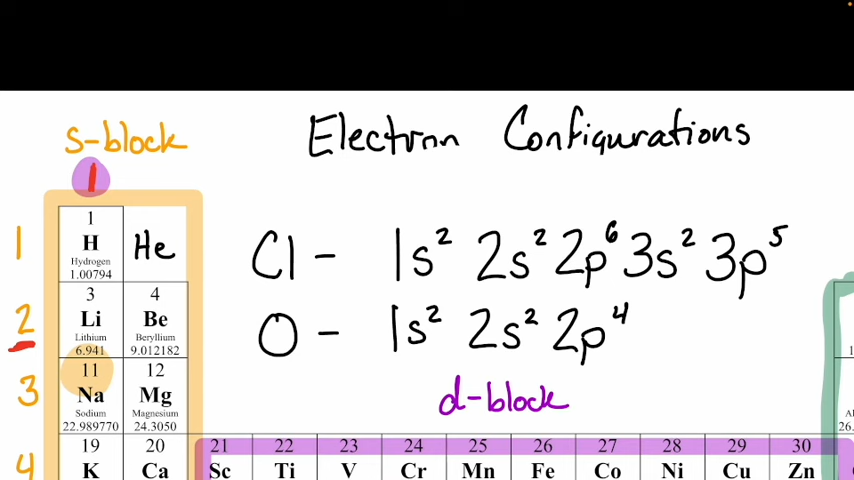 Electron Configurations
s-block
1
1
H
Hydrogen
1.00794
He
1
Cl - 1s² 2s² 2p⁶ 3s² 3p⁵
3
Li
Lithium
6.941
4
Be
Beryllium
9.012182
2
O - 1s² 2s² 2p⁴
11
Na
Sodium
22.989770
12
Mg
Magnesium
24.3050
3
d-block
4
19 20 21 22 23 24 25 26 27 28 29 30
K Ca Sc Ti V Cr Mn Fe Co Ni Cu Zn